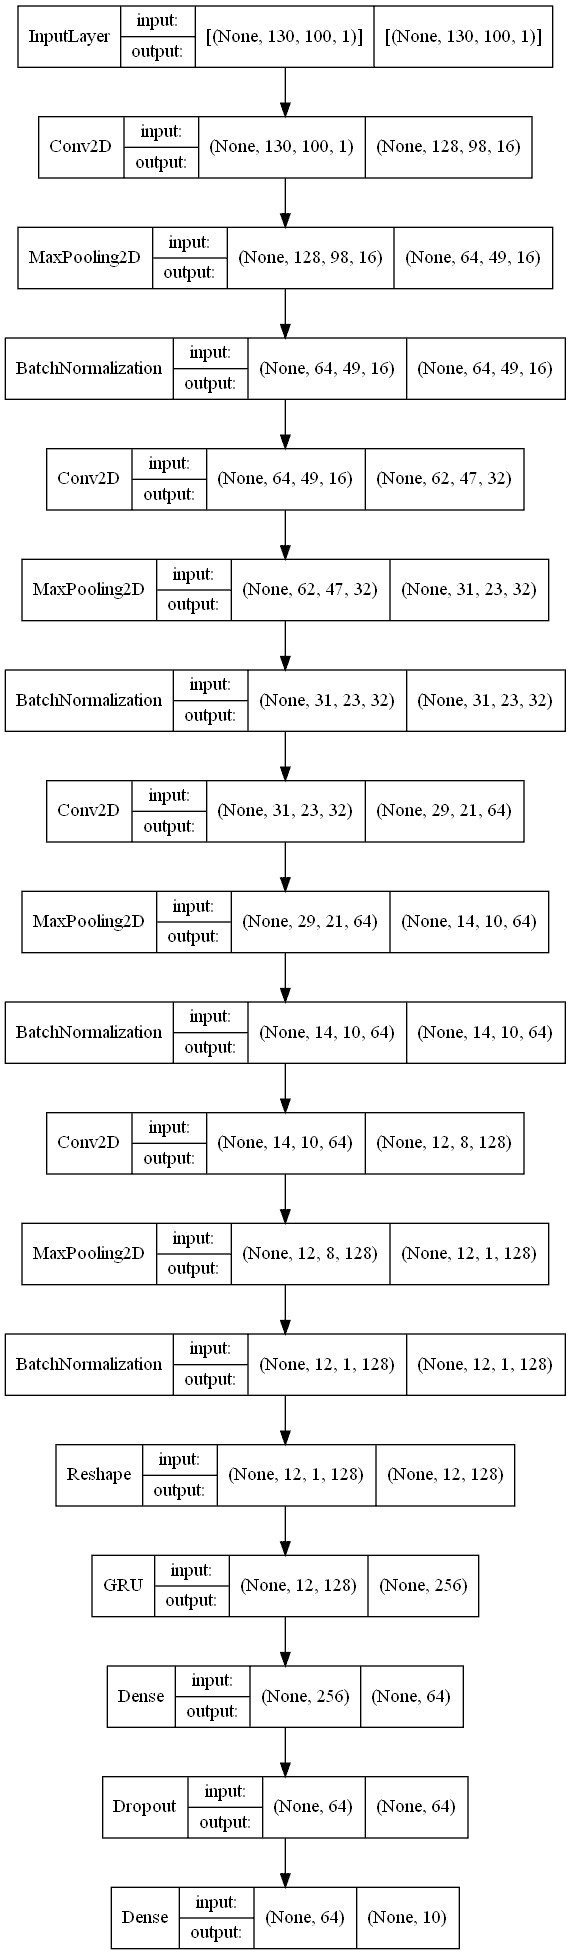 InputLayer input: [(None, 130, 100, 1)] [(None, 130, 100, 1)]
output:
Conv2D input: (None, 130, 100, 1) (None, 128, 98, 16)
output:
MaxPooling2D input: (None, 128, 98, 16) (None, 64, 49, 16)
output:
BatchNormalization input: (None, 64, 49, 16) (None, 64, 49, 16)
output:
Conv2D input: (None, 64, 49, 16) (None, 62, 47, 32)
output:
MaxPooling2D input: (None, 62, 47, 32) (None, 31, 23, 32)
output:
BatchNormalization input: (None, 31, 23, 32) (None, 31, 23, 32)
output:
Conv2D input: (None, 31, 23, 32) (None, 29, 21, 64)
output:
MaxPooling2D input: (None, 29, 21, 64) (None, 14, 10, 64)
output:
BatchNormalization input: (None, 14, 10, 64) (None, 14, 10, 64)
output:
Conv2D input: (None, 14, 10, 64) (None, 12, 8, 128)
output:
MaxPooling2D input: (None, 12, 8, 128) (None, 12, 1, 128)
output:
BatchNormalization input: (None, 12, 1, 128) (None, 12, 1, 128)
output:
Reshape input: (None, 12, 1, 128) (None, 12, 128)
output:
GRU input: (None, 12, 128) (None, 256)
output:
Dense input: (None, 256) (None, 64)
output:
Dropout input: (None, 64) (None, 64)
output:
Dense input: (None, 64) (None, 10)
output: